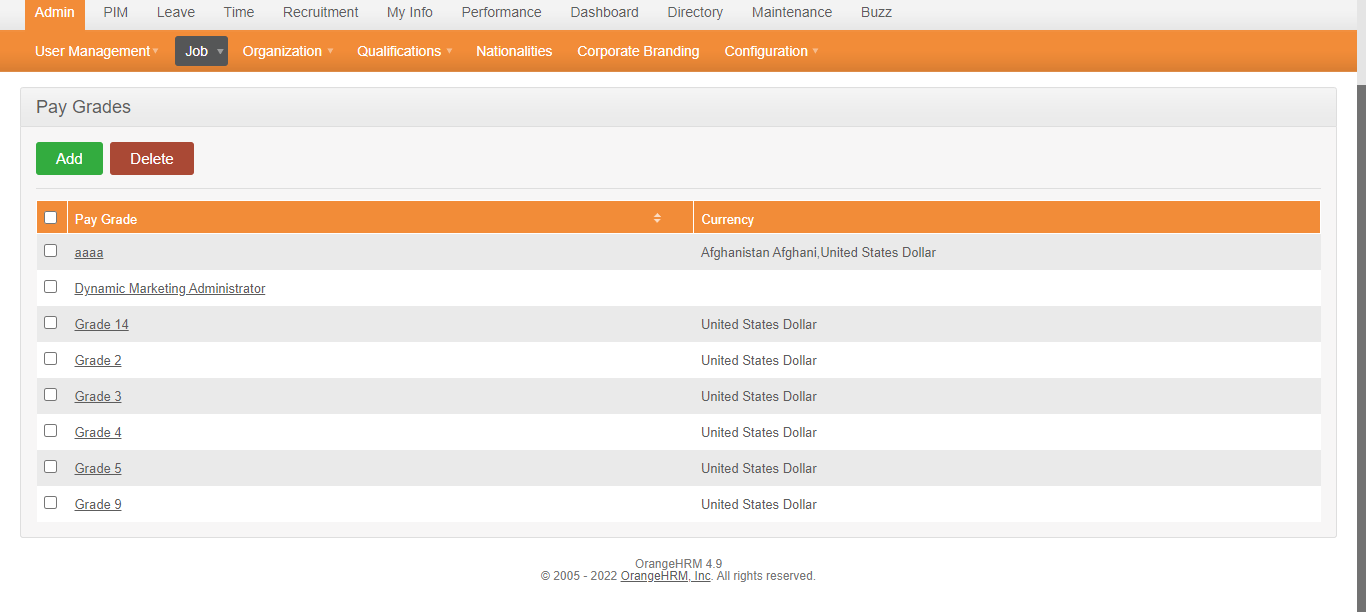 Admin PIM Leave Time Recruitment My Info Performance Dashboard Directory Maintenance Buzz
User Management Job Organization Qualifications Nationalities Corporate Branding Configuration
Pay Grades
Add Delete
Pay Grade Currency
aaaa Afghanistan Afghani,United States Dollar
Dynamic Marketing Administrator
Grade 14 United States Dollar
Grade 2 United States Dollar
Grade 3 United States Dollar
Grade 4 United States Dollar
Grade 5 United States Dollar
Grade 9 United States Dollar
OrangeHRM 4.9
© 2005 - 2022 OrangeHRM, Inc. All rights reserved.